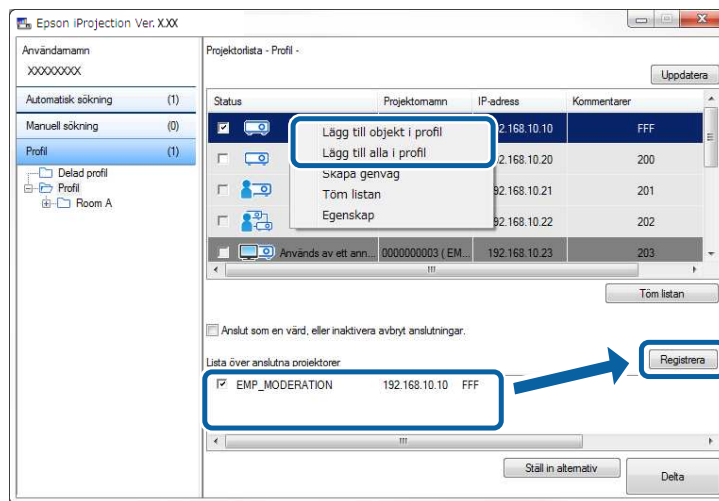 Epson iProjection Ver. X.XX
Användarnamn
XXXXXXXX
Automatisk sökning (1)
Manuell sökning (0)
Profil (1)
Delad profil
Profil
Room A
Projektorlista - Profil -
Uppdatera
Status Projektornamn IP-adress Kommentarer
2.168.10.10 FFF
92.168.10.20 200
92.168.10.21 201
92.168.10.22 202
Används av ett ann... 0000000003 ( EM... 192.168.10.23 203
Lägg till objekt i profil
Lägg till alla i profil
Skapa genväg
Töm listan
Egenskap
Töm listan
Anslut som en värd, eller inaktivera avbryt anslutningar.
Lista över anslutna projektorer
Registrera
EMP_MODERATION 192.168.10.10 FFF
Ställ in alternativ
Delta